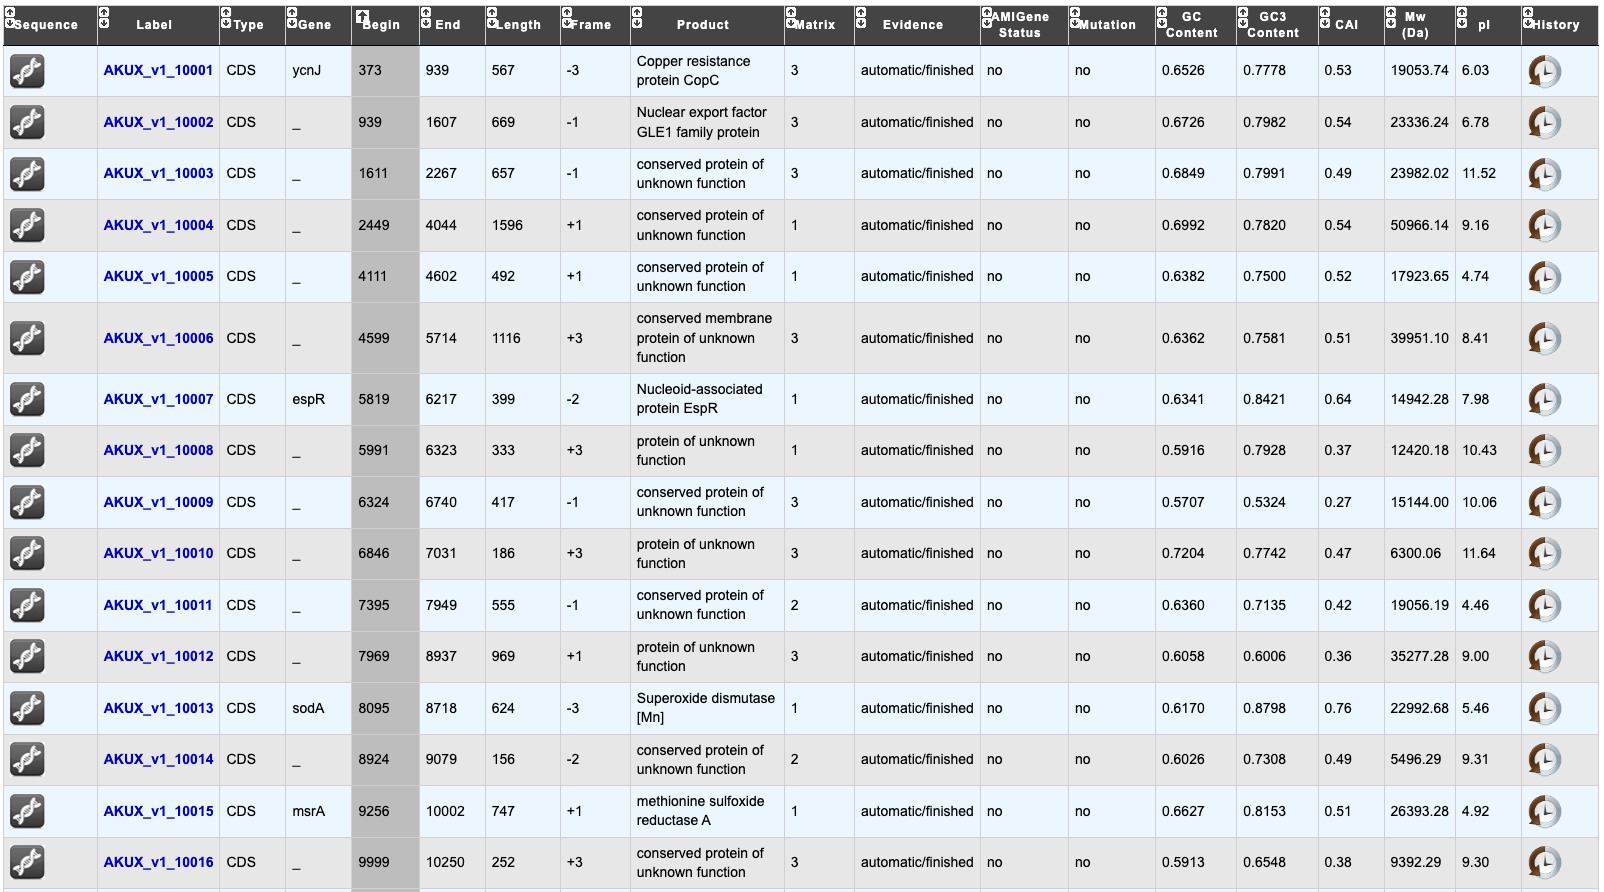 Sequence Label Type Gene Begin End Length Frame Product Matrix Evidence AMIGene Status Mutation GC Content GC3 Content CAI Mw (Da) pI History
AKUX_v1_10001 CDS ycnJ 373 939 567 -3 Copper resistance protein CopC 3 automatic/finished no no 0.6526 0.7778 0.53 19053.74 6.03
AKUX_v1_10002 CDS _ 939 1607 669 -1 Nuclear export factor GLE1 family protein 3 automatic/finished no no 0.6726 0.7982 0.54 23336.24 6.78
AKUX_v1_10003 CDS _ 1611 2267 657 -1 conserved protein of unknown function 3 automatic/finished no no 0.6849 0.7991 0.49 23982.02 11.52
AKUX_v1_10004 CDS _ 2449 4044 1596 +1 conserved protein of unknown function 1 automatic/finished no no 0.6992 0.7820 0.54 50966.14 9.16
AKUX_v1_10005 CDS _ 4111 4602 492 +1 conserved protein of unknown function 1 automatic/finished no no 0.6382 0.7500 0.52 17923.65 4.74
AKUX_v1_10006 CDS _ 4599 5714 1116 +3 conserved membrane protein of unknown function 3 automatic/finished no no 0.6362 0.7581 0.51 39951.10 8.41
AKUX_v1_10007 CDS espR 5819 6217 399 -2 Nucleoid-associated protein EspR 1 automatic/finished no no 0.6341 0.8421 0.64 14942.28 7.98
AKUX_v1_10008 CDS _ 5991 6323 333 +3 protein of unknown function 1 automatic/finished no no 0.5916 0.7928 0.37 12420.18 10.43
AKUX_v1_10009 CDS _ 6324 6740 417 -1 conserved protein of unknown function 3 automatic/finished no no 0.5707 0.5324 0.27 15144.00 10.06
AKUX_v1_10010 CDS _ 6846 7031 186 +3 protein of unknown function 3 automatic/finished no no 0.7204 0.7742 0.47 6300.06 11.64
AKUX_v1_10011 CDS _ 7395 7949 555 -1 conserved protein of unknown function 2 automatic/finished no no 0.6360 0.7135 0.42 19056.19 4.46
AKUX_v1_10012 CDS _ 7969 8937 969 +1 protein of unknown function 3 automatic/finished no no 0.6058 0.6006 0.36 35277.28 9.00
AKUX_v1_10013 CDS sodA 8095 8718 624 -3 Superoxide dismutase [Mn] 1 automatic/finished no no 0.6170 0.8798 0.76 22992.68 5.46
AKUX_v1_10014 CDS _ 8924 9079 156 -2 conserved protein of unknown function 2 automatic/finished no no 0.6026 0.7308 0.49 5496.29 9.31
AKUX_v1_10015 CDS msrA 9256 10002 747 +1 methionine sulfoxide reductase A 1 automatic/finished no no 0.6627 0.8153 0.51 26393.28 4.92
AKUX_v1_10016 CDS _ 9999 10250 252 +3 conserved protein of unknown function 3 automatic/finished no no 0.5913 0.6548 0.38 9392.29 9.30